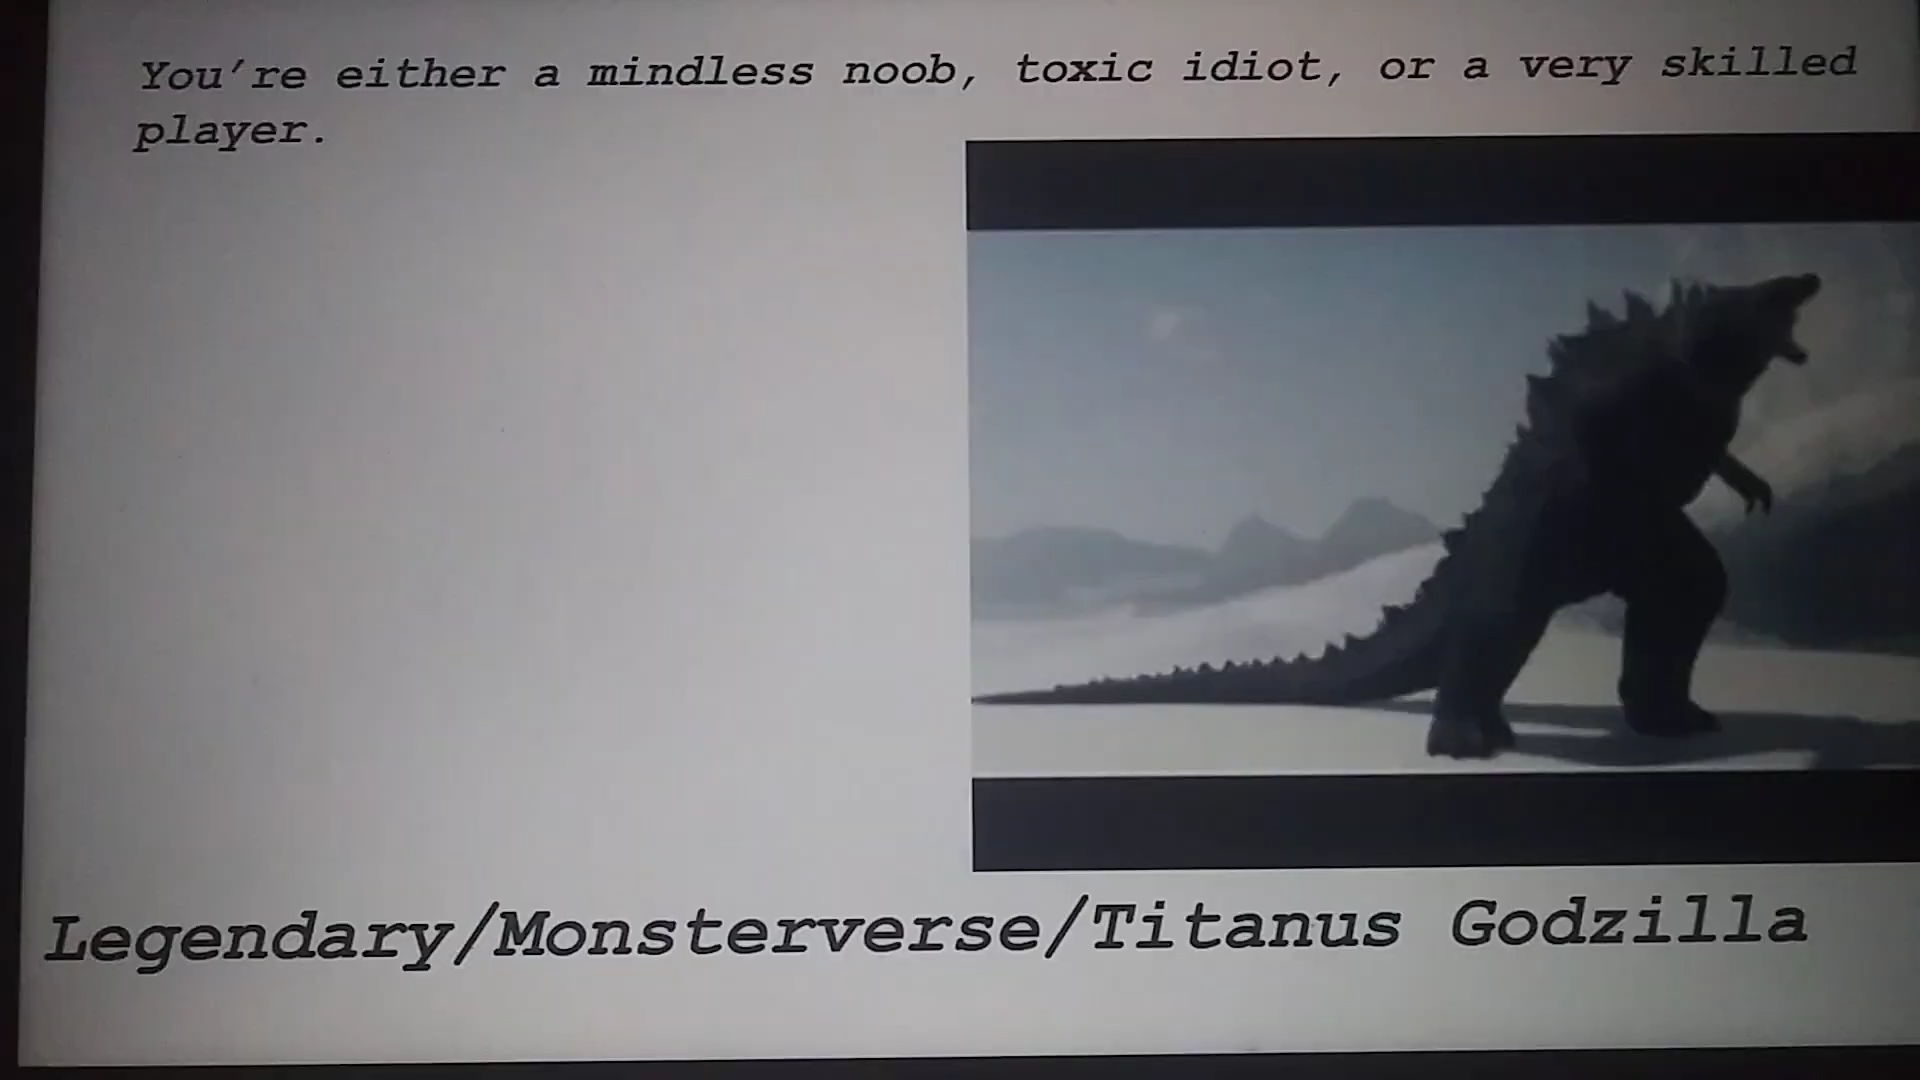 You're either a mindless noob, toxic idiot, or a very skilled
player.
Legendary/Monsterverse/Titanus Godzilla